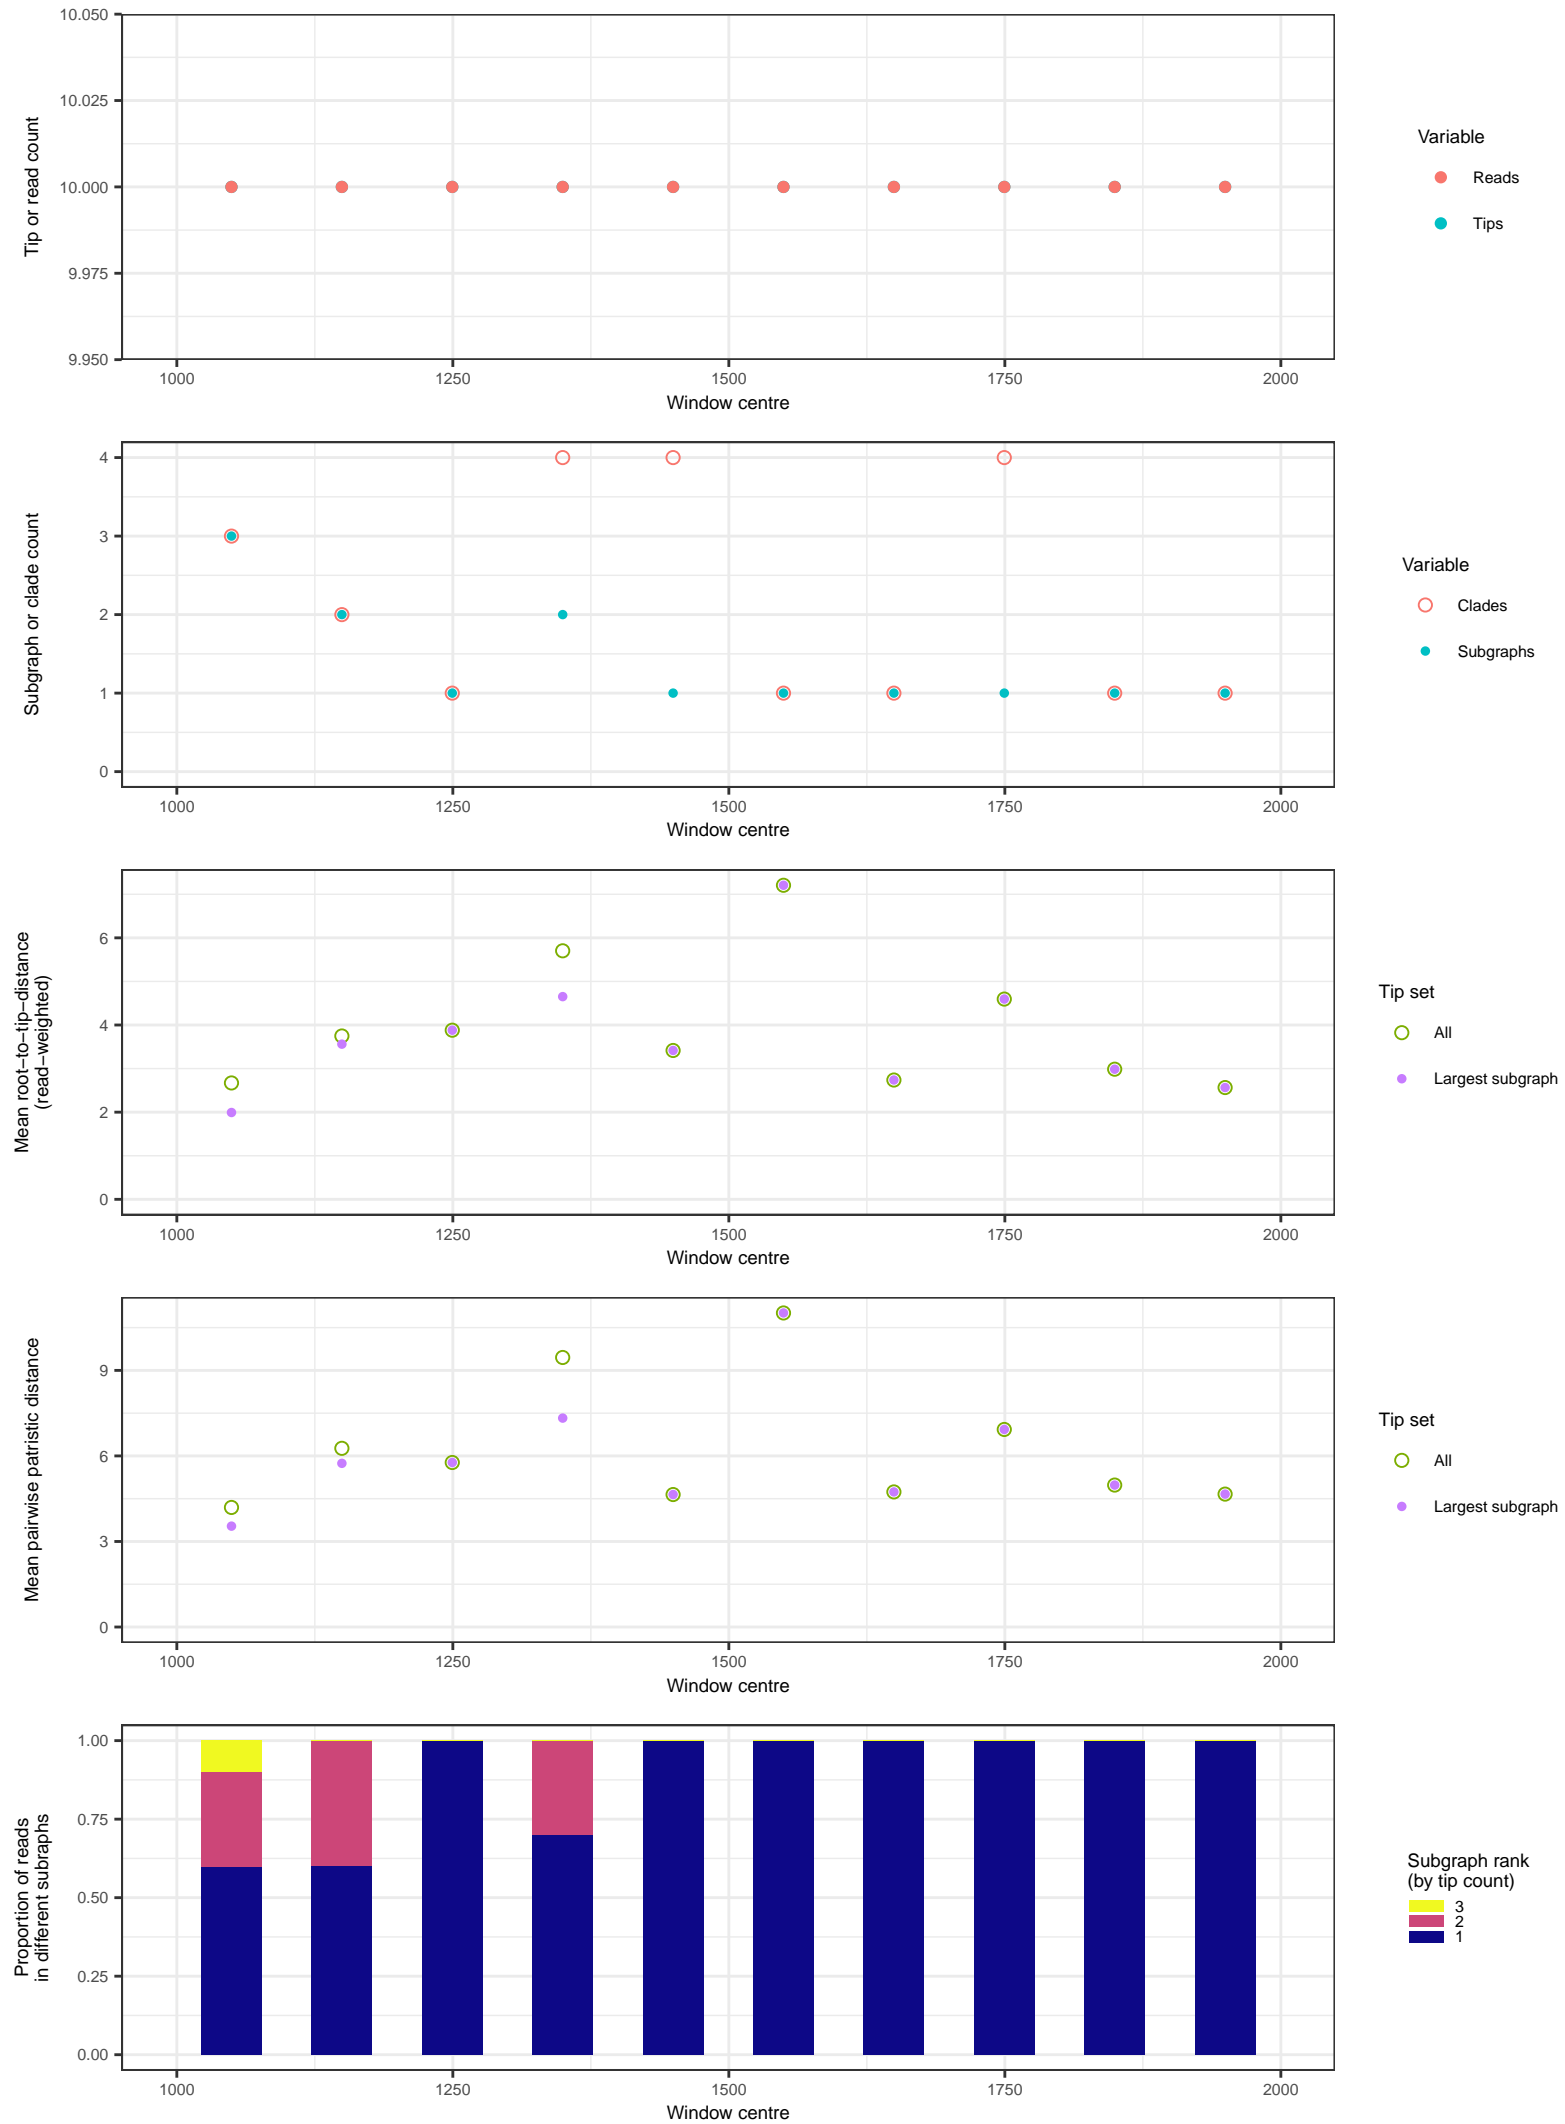 10.050
10.025
10.000
9.975
9.950
Tip or read count
1000 1250 1500 1750 2000
Window centre
Variable
Reads
Tips
4
3
2
1
0
Subgraph or clade count
1000 1250 1500 1750 2000
Window centre
Variable
Clades
Subgraphs
6
4
2
0
Mean root−to−tip−distance
(read−weighted)
1000 1250 1500 1750 2000
Window centre
Tip set
All
Largest subgraph
9
6
3
0
Mean pairwise patristic distance
1000 1250 1500 1750 2000
Window centre
Tip set
All
Largest subgraph
1.00
0.75
0.50
0.25
0.00
Proportion of reads
in different subraphs
1000 1250 1500 1750 2000
Window centre
Subgraph rank
(by tip count)
3
2
1